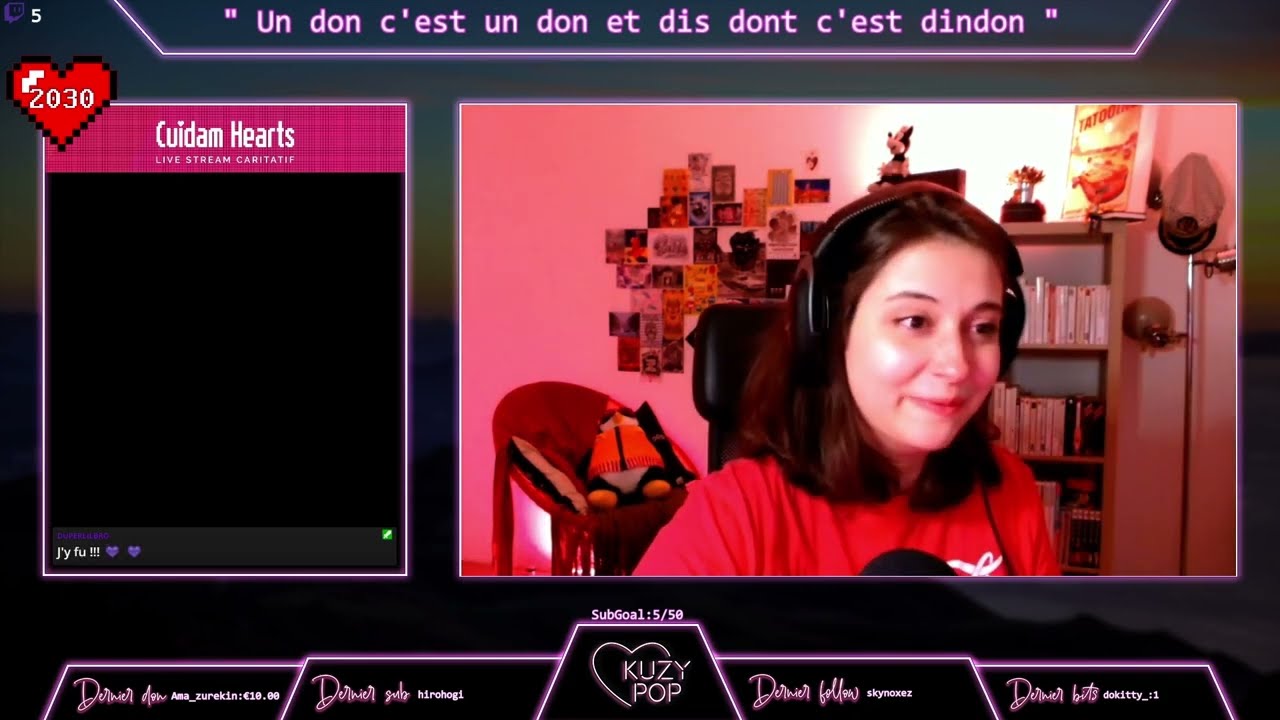 5
" Un don c'est un don et dis dont c'est dindon "
2030
Cuidam Hearts
LIVE STREAM CARITATIF
TATOOINE
J'y fu !!!
SubGoal:5/50
KUZY
POP
Dernier don Ama_zurekin:€10.00
Dernier sub hirohogi
Dernier follow skynoxez
Dernier bits dokitty_:1